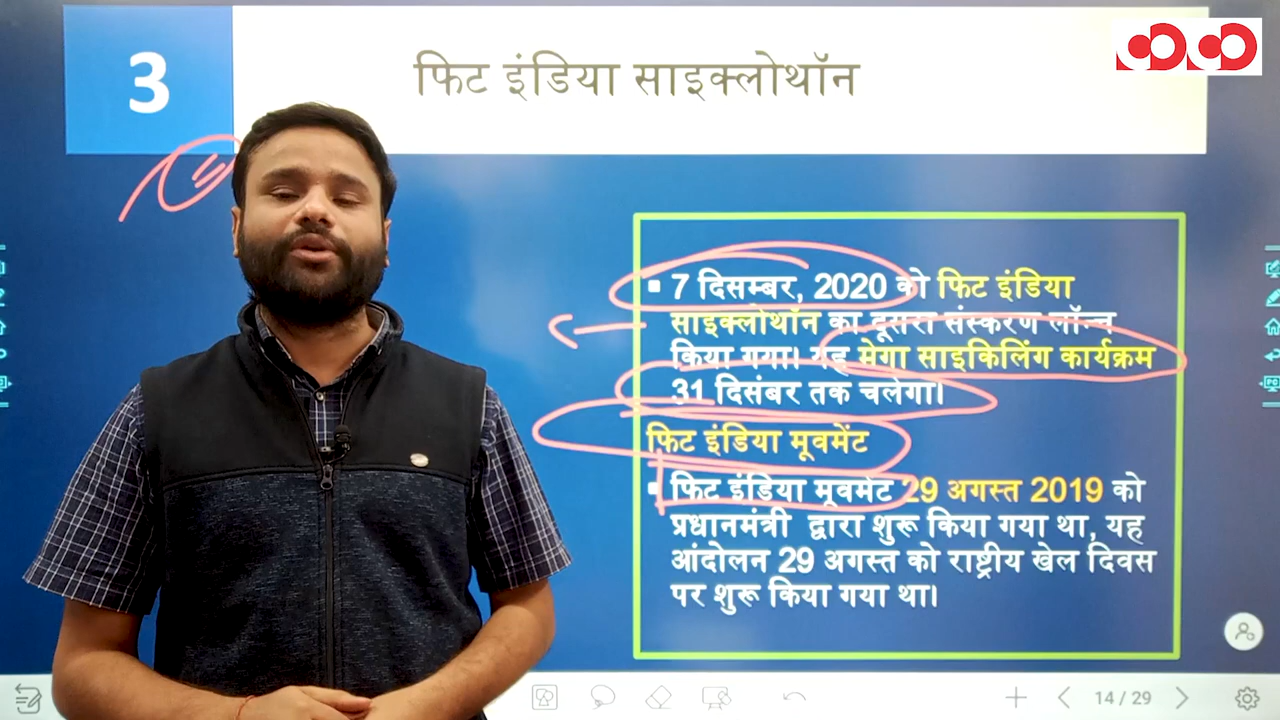 3
फिट इंडिया साइक्लोथॉन
▪ 7 दिसम्बर, 2020 को फिट इंडिया
साइक्लोथॉन का दूसरा संस्करण लॉन्च
किया गया। यह मेगा साइकिलिंग कार्यक्रम
31 दिसंबर तक चलेगा।
फिट इंडिया मूवमेंट
▪ फिट इंडिया मूवमेंट 29 अगस्त 2019 को
प्रधानमंत्री द्वारा शुरू किया गया था, यह
आंदोलन 29 अगस्त को राष्ट्रीय खेल दिवस
पर शुरू किया गया था।
14 / 29